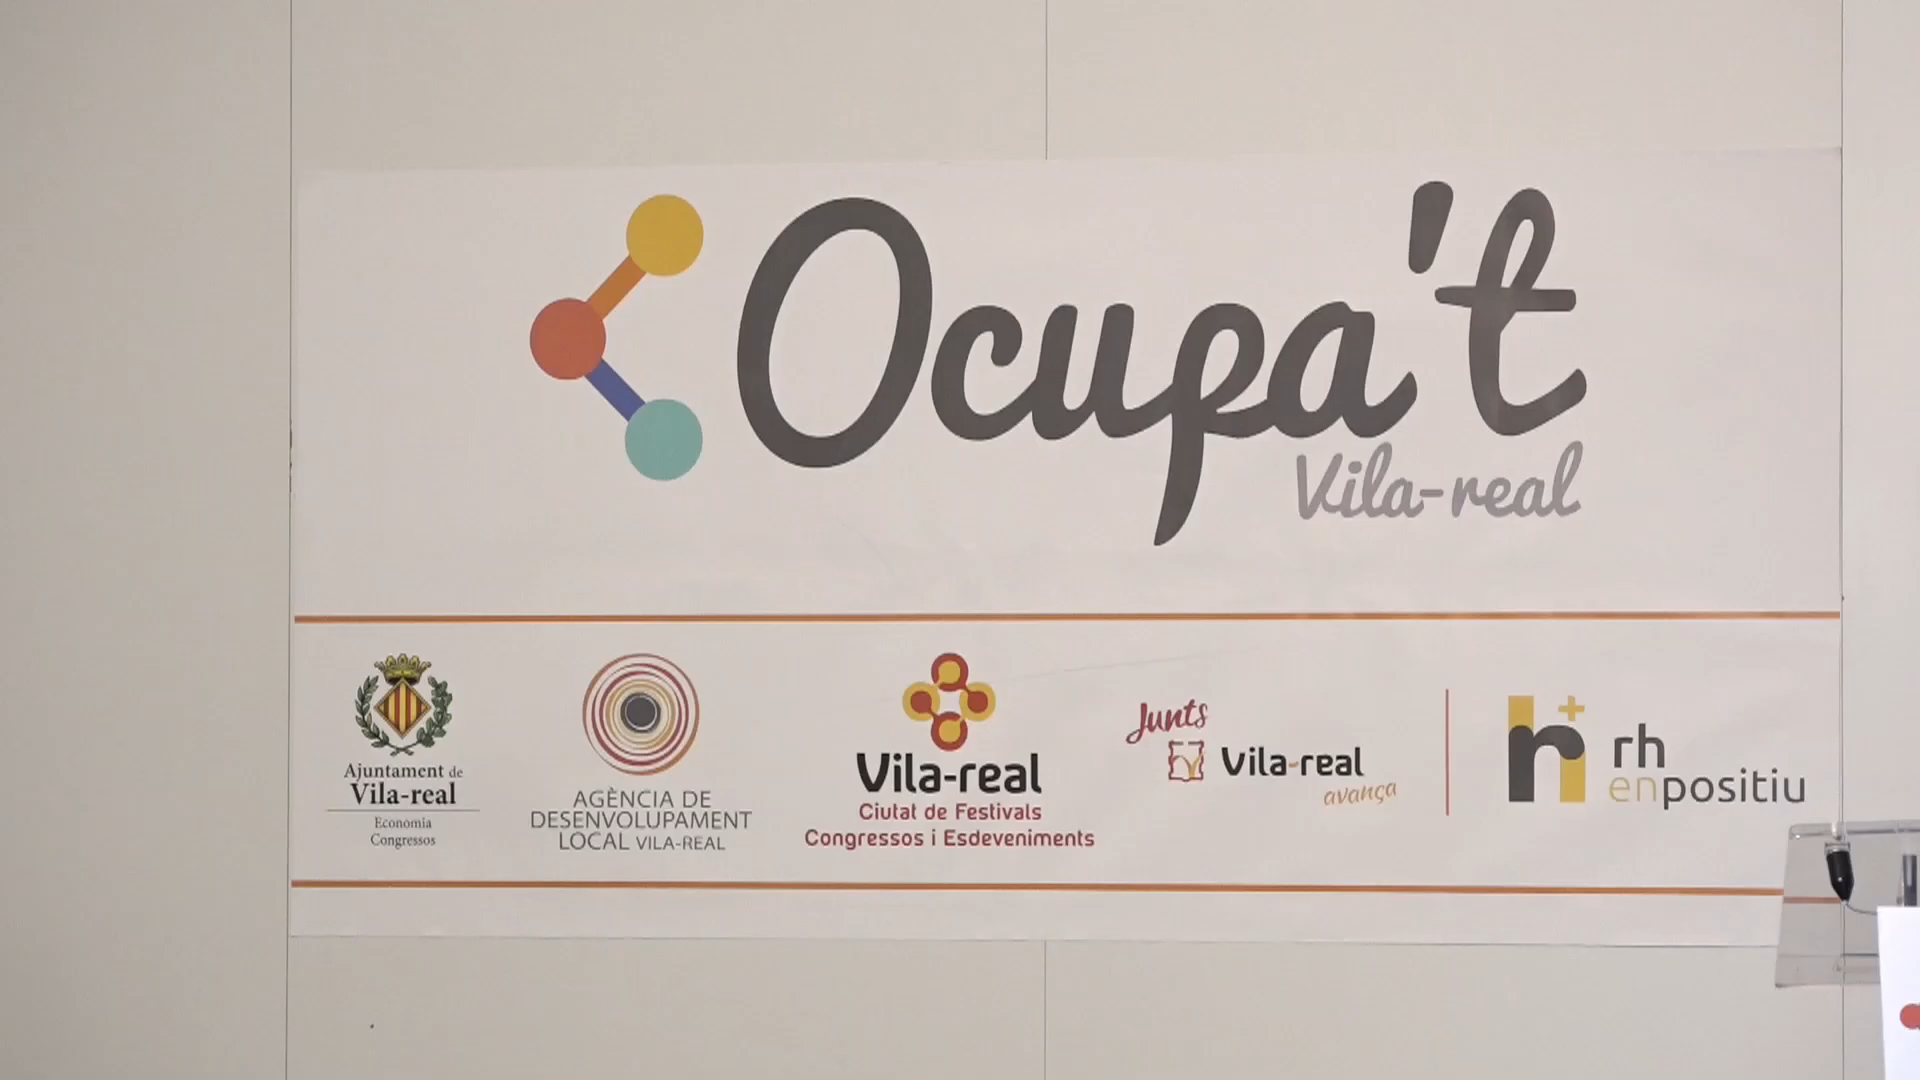 Ocupa't
Vila-real
Ajuntament de
Vila-real
Economia
Congressos
AGÈNCIA DE
DESENVOLUPAMENT
LOCAL VILA-REAL
Vila-real
Ciutat de Festivals
Congressos i Esdeveniments
Junts
Vila-real
avança
rh
enpositiu